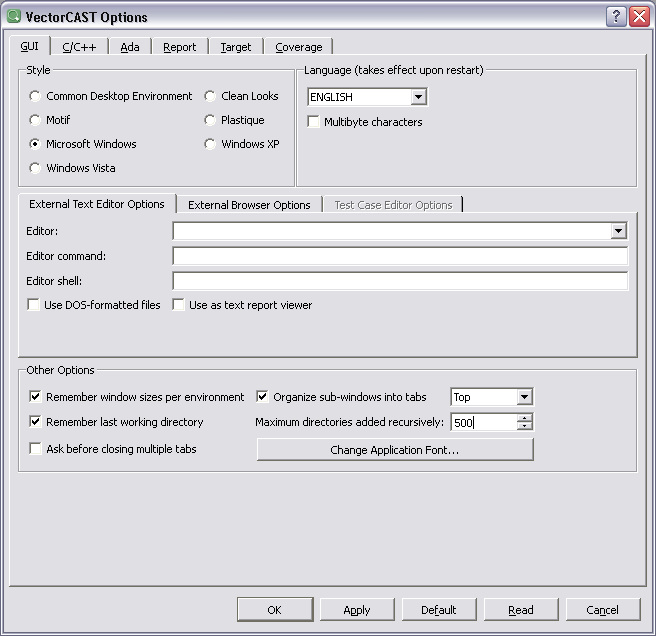 VectorCAST Options
GUI C/C++ Ada Report Target Coverage
Style
Common Desktop Environment Clean Looks
Motif Plastique
Microsoft Windows Windows XP
Windows Vista
Language (takes effect upon restart)
ENGLISH
Multibyte characters
External Text Editor Options External Browser Options Test Case Editor Options
Editor:
Editor command:
Editor shell:
Use DOS-formatted files Use as text report viewer
Other Options
Remember window sizes per environment Organize sub-windows into tabs Top
Remember last working directory Maximum directories added recursively: 500
Ask before closing multiple tabs Change Application Font...
OK Apply Default Read Cancel